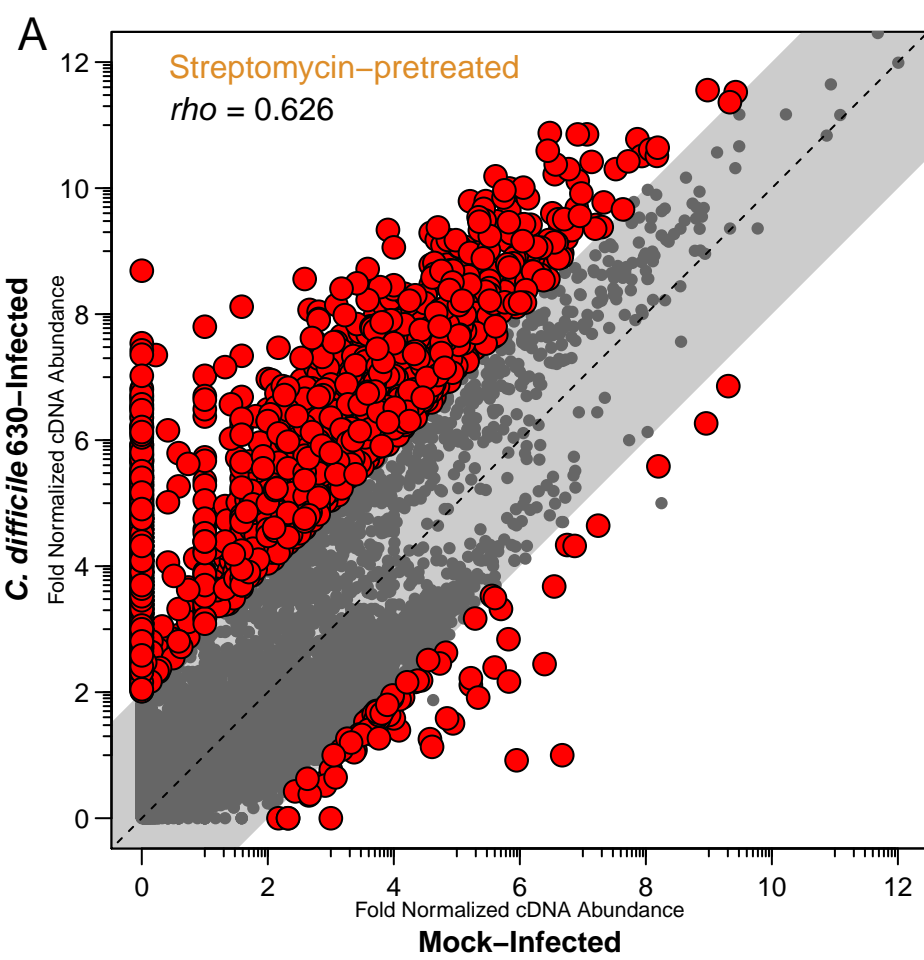 A
Streptomycin−pretreated
rho = 0.626
C. difficile 630−Infected
Fold Normalized cDNA Abundance
12
10
8
6
4
2
0
0 2 4 6 8 10 12
Fold Normalized cDNA Abundance
Mock−Infected